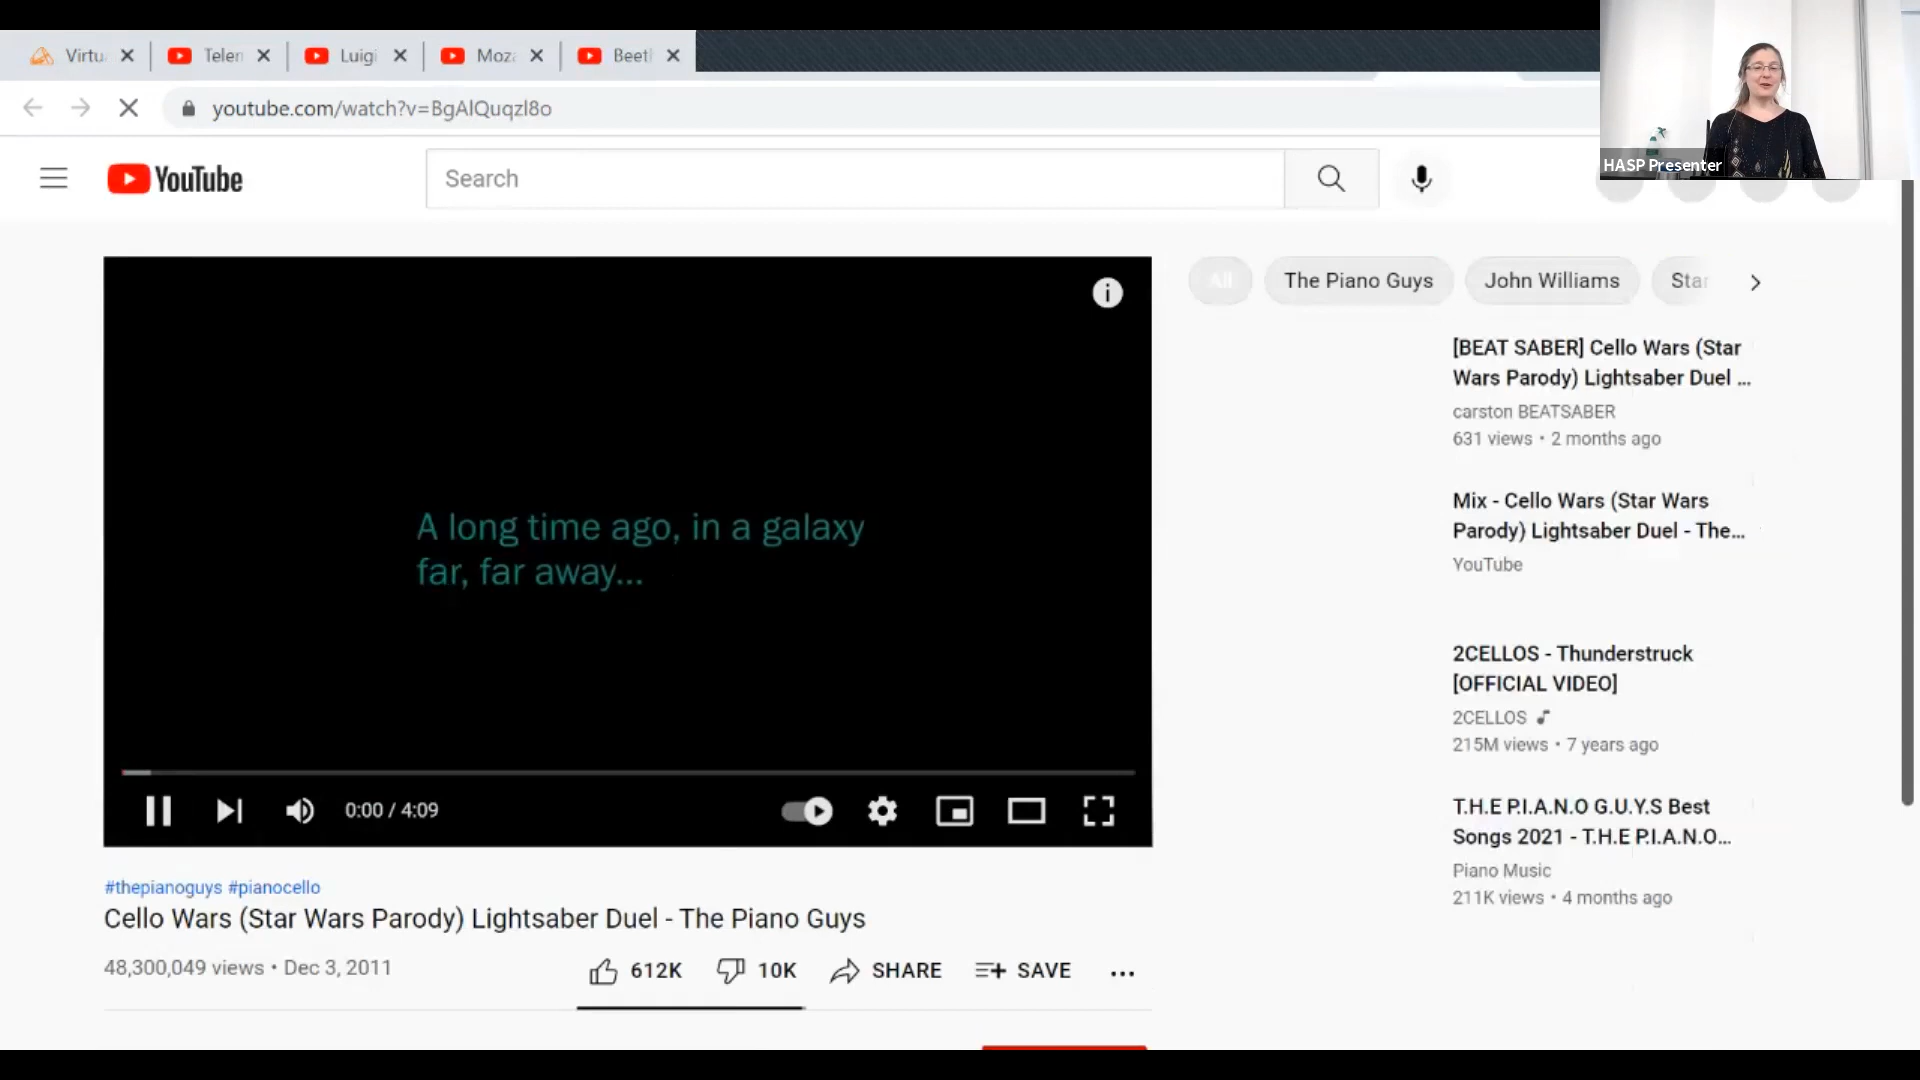 Virtu
Telem
Luigi
Moza
Beeth
youtube.com/watch?v=BgAlQuqzl8o
YouTube
Search
HASP Presenter
All
The Piano Guys
John Williams
Star
A long time ago, in a galaxy
far, far away...
0:00 / 4:09
#thepianoguys #pianocello
Cello Wars (Star Wars Parody) Lightsaber Duel - The Piano Guys
48,300,049 views • Dec 3, 2011
612K
10K
SHARE
SAVE
[BEAT SABER] Cello Wars (Star
Wars Parody) Lightsaber Duel ...
carston BEATSABER
631 views • 2 months ago
Mix - Cello Wars (Star Wars
Parody) Lightsaber Duel - The...
YouTube
2CELLOS - Thunderstruck
[OFFICIAL VIDEO]
2CELLOS
215M views • 7 years ago
T.H.E P.I.A.N.O G.U.Y.S Best
Songs 2021 - T.H.E P.I.A.N.O...
Piano Music
211K views • 4 months ago